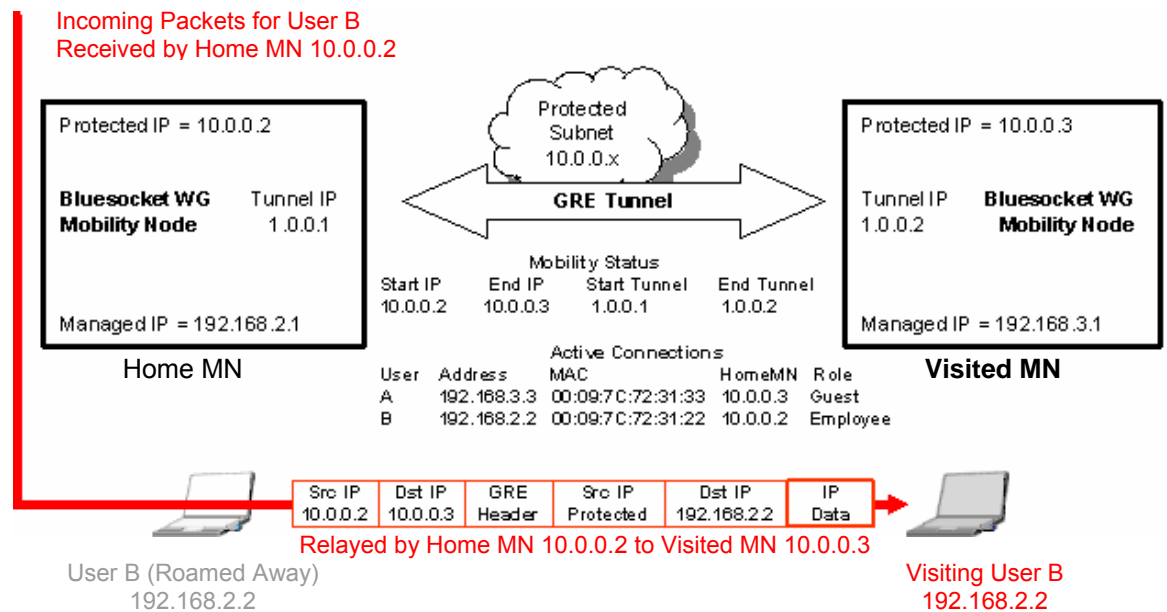 Incoming Packets for User B
Received by Home MN 10.0.0.2
Protected IP = 10.0.0.2
Bluesocket WG Tunnel IP
Mobility Node 1.0.0.1
Managed IP = 192.168.2.1
Home MN
Protected
Subnet
10.0.0.x
GRE Tunnel
Protected IP = 10.0.0.3
Tunnel IP Bluesocket WG
1.0.0.2 Mobility Node
Managed IP = 192.168.3.1
Visited MN
Mobility Status
Start IP End IP Start Tunnel End Tunnel
10.0.0.2 10.0.0.3 1.0.0.1 1.0.0.2
Active Connections
User Address MAC HomeMN Role
A 192.168.3.3 00:09:7C:72:31:33 10.0.0.3 Guest
B 192.168.2.2 00:09:7C:72:31:22 10.0.0.2 Employee
Src IP Dst IP GRE Src IP Dst IP IP
10.0.0.2 10.0.0.3 Header Protected 192.168.2.2 Data
Relayed by Home MN 10.0.0.2 to Visited MN 10.0.0.3
User B (Roamed Away)
192.168.2.2
Visiting User B
192.168.2.2